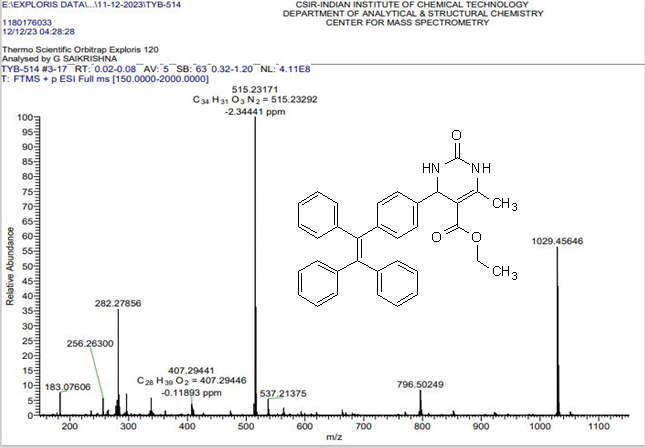 E:\EXPLORIS DATA\...\11-12-2023\TYB-514
CSIR-INDIAN INSTITUTE OF CHEMICAL TECHNOLOGY
DEPARTMENT OF ANALYTICAL & STRUCTURAL CHEMISTRY
CENTER FOR MASS SPECTROMETRY
1180176033
12/12/23 04:28:28
Thermo Scientific Orbitrap Exploris 120
Analysed by G SAIKRISHNA
TYB-514 #3-17 RT: 0.02-0.08 AV: 5 SB: 63 0.32-1.20 NL: 4.11E8
T: FTMS + p ESI Full ms [150.0000-2000.0000]
515.23171
C34 H31 O3 N2 = 515.23292
-2.34441 ppm
100
95
90
85
80
75
70
65
60
55
50
45
40
35
30
25
20
15
10
5
0
Relative Abundance
O
HN
NH
CH3
O
O
CH3
1029.45646
282.27856
256.26300
183.07606
407.29441
C28 H39 O2 = 407.29446
-0.11893 ppm
537.21375
796.50249
200
300
400
500
600
700
800
900
1000
1100
m/z